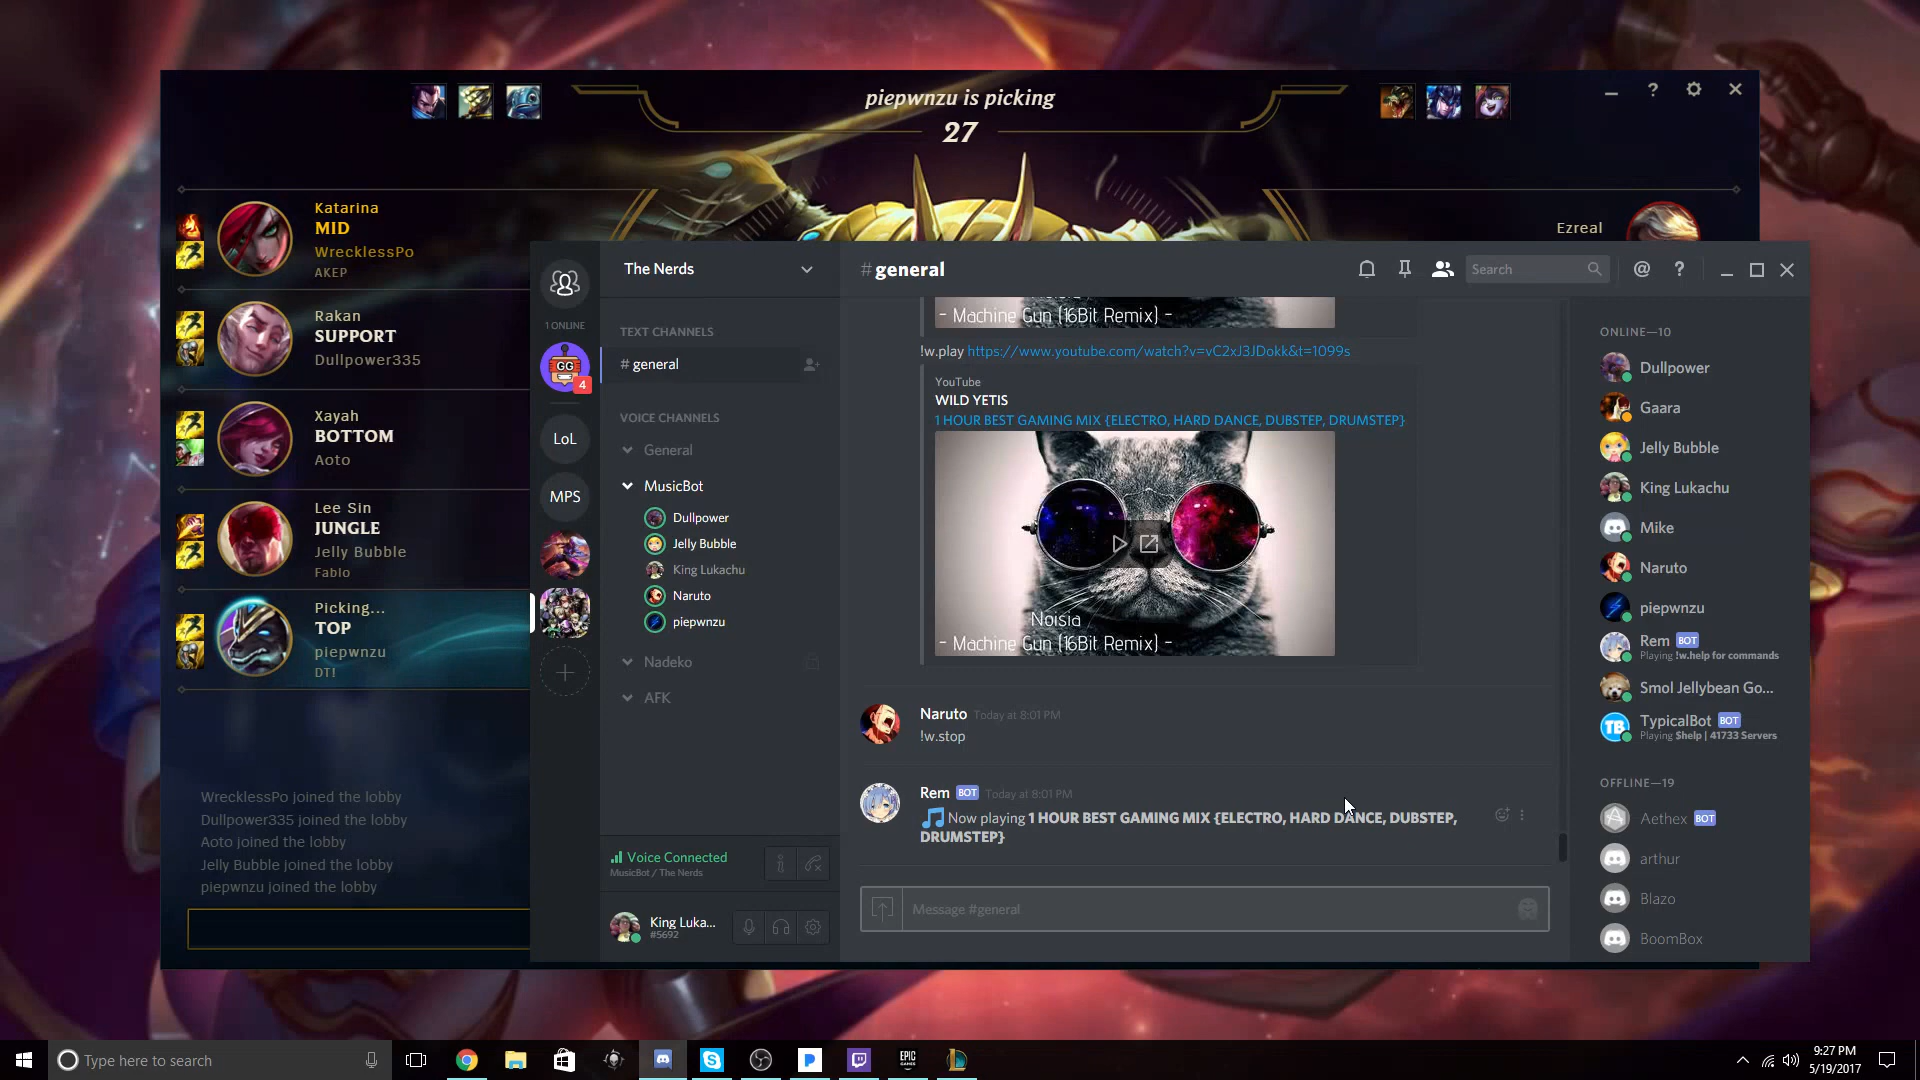 piepwnzu is picking
27
Katarina
MID
WrecklessPo
AKEP
Rakan
SUPPORT
Dullpower335
Xayah
BOTTOM
Aoto
Lee Sin
JUNGLE
Jelly Bubble
Fablo
Picking...
TOP
piepwnzu
DT!
WrecklessPo joined the lobby
Dullpower335 joined the lobby
Aoto joined the lobby
Jelly Bubble joined the lobby
piepwnzu joined the lobby
Ezreal
1 ONLINE
GG
4
LoL
MPS
The Nerds
TEXT CHANNELS
# general
VOICE CHANNELS
General
MusicBot
Dullpower
Jelly Bubble
King Lukachu
Naruto
piepwnzu
Nadeko
AFK
Voice Connected
MusicBot / The Nerds
King Luka...
#5692
#general
Search
- Machine Gun (16Bit Remix) -
!w.play https://www.youtube.com/watch?v=vC2xJ3JDokk&t=1099s
YouTube
WILD YETIS
1 HOUR BEST GAMING MIX {ELECTRO, HARD DANCE, DUBSTEP, DRUMSTEP}
Noisia
- Machine Gun (16Bit Remix) -
Naruto Today at 8:01 PM
!w.stop
Rem BOT Today at 8:01 PM
Now playing 1 HOUR BEST GAMING MIX {ELECTRO, HARD DANCE, DUBSTEP,
DRUMSTEP}
Message #general
ONLINE—10
Dullpower
Gaara
Jelly Bubble
King Lukachu
Mike
Naruto
piepwnzu
Rem BOT
Playing !w.help for commands
Smol Jellybean Go...
TB
TypicalBot BOT
Playing $help | 41733 Servers
OFFLINE—19
Aethex BOT
arthur
Blazo
BoomBox
Type here to search
EPIC
GAMES
9:27 PM
5/19/2017